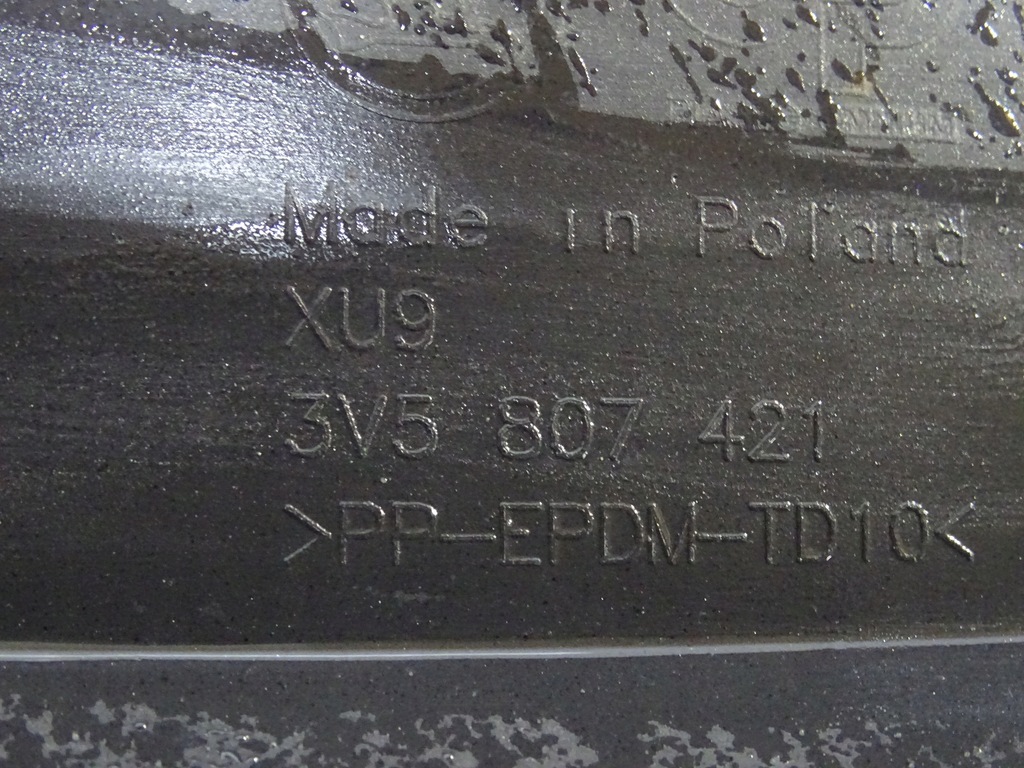 Made in Poland
XU9
3V5 807 421
>PP-EPDM-TD10<